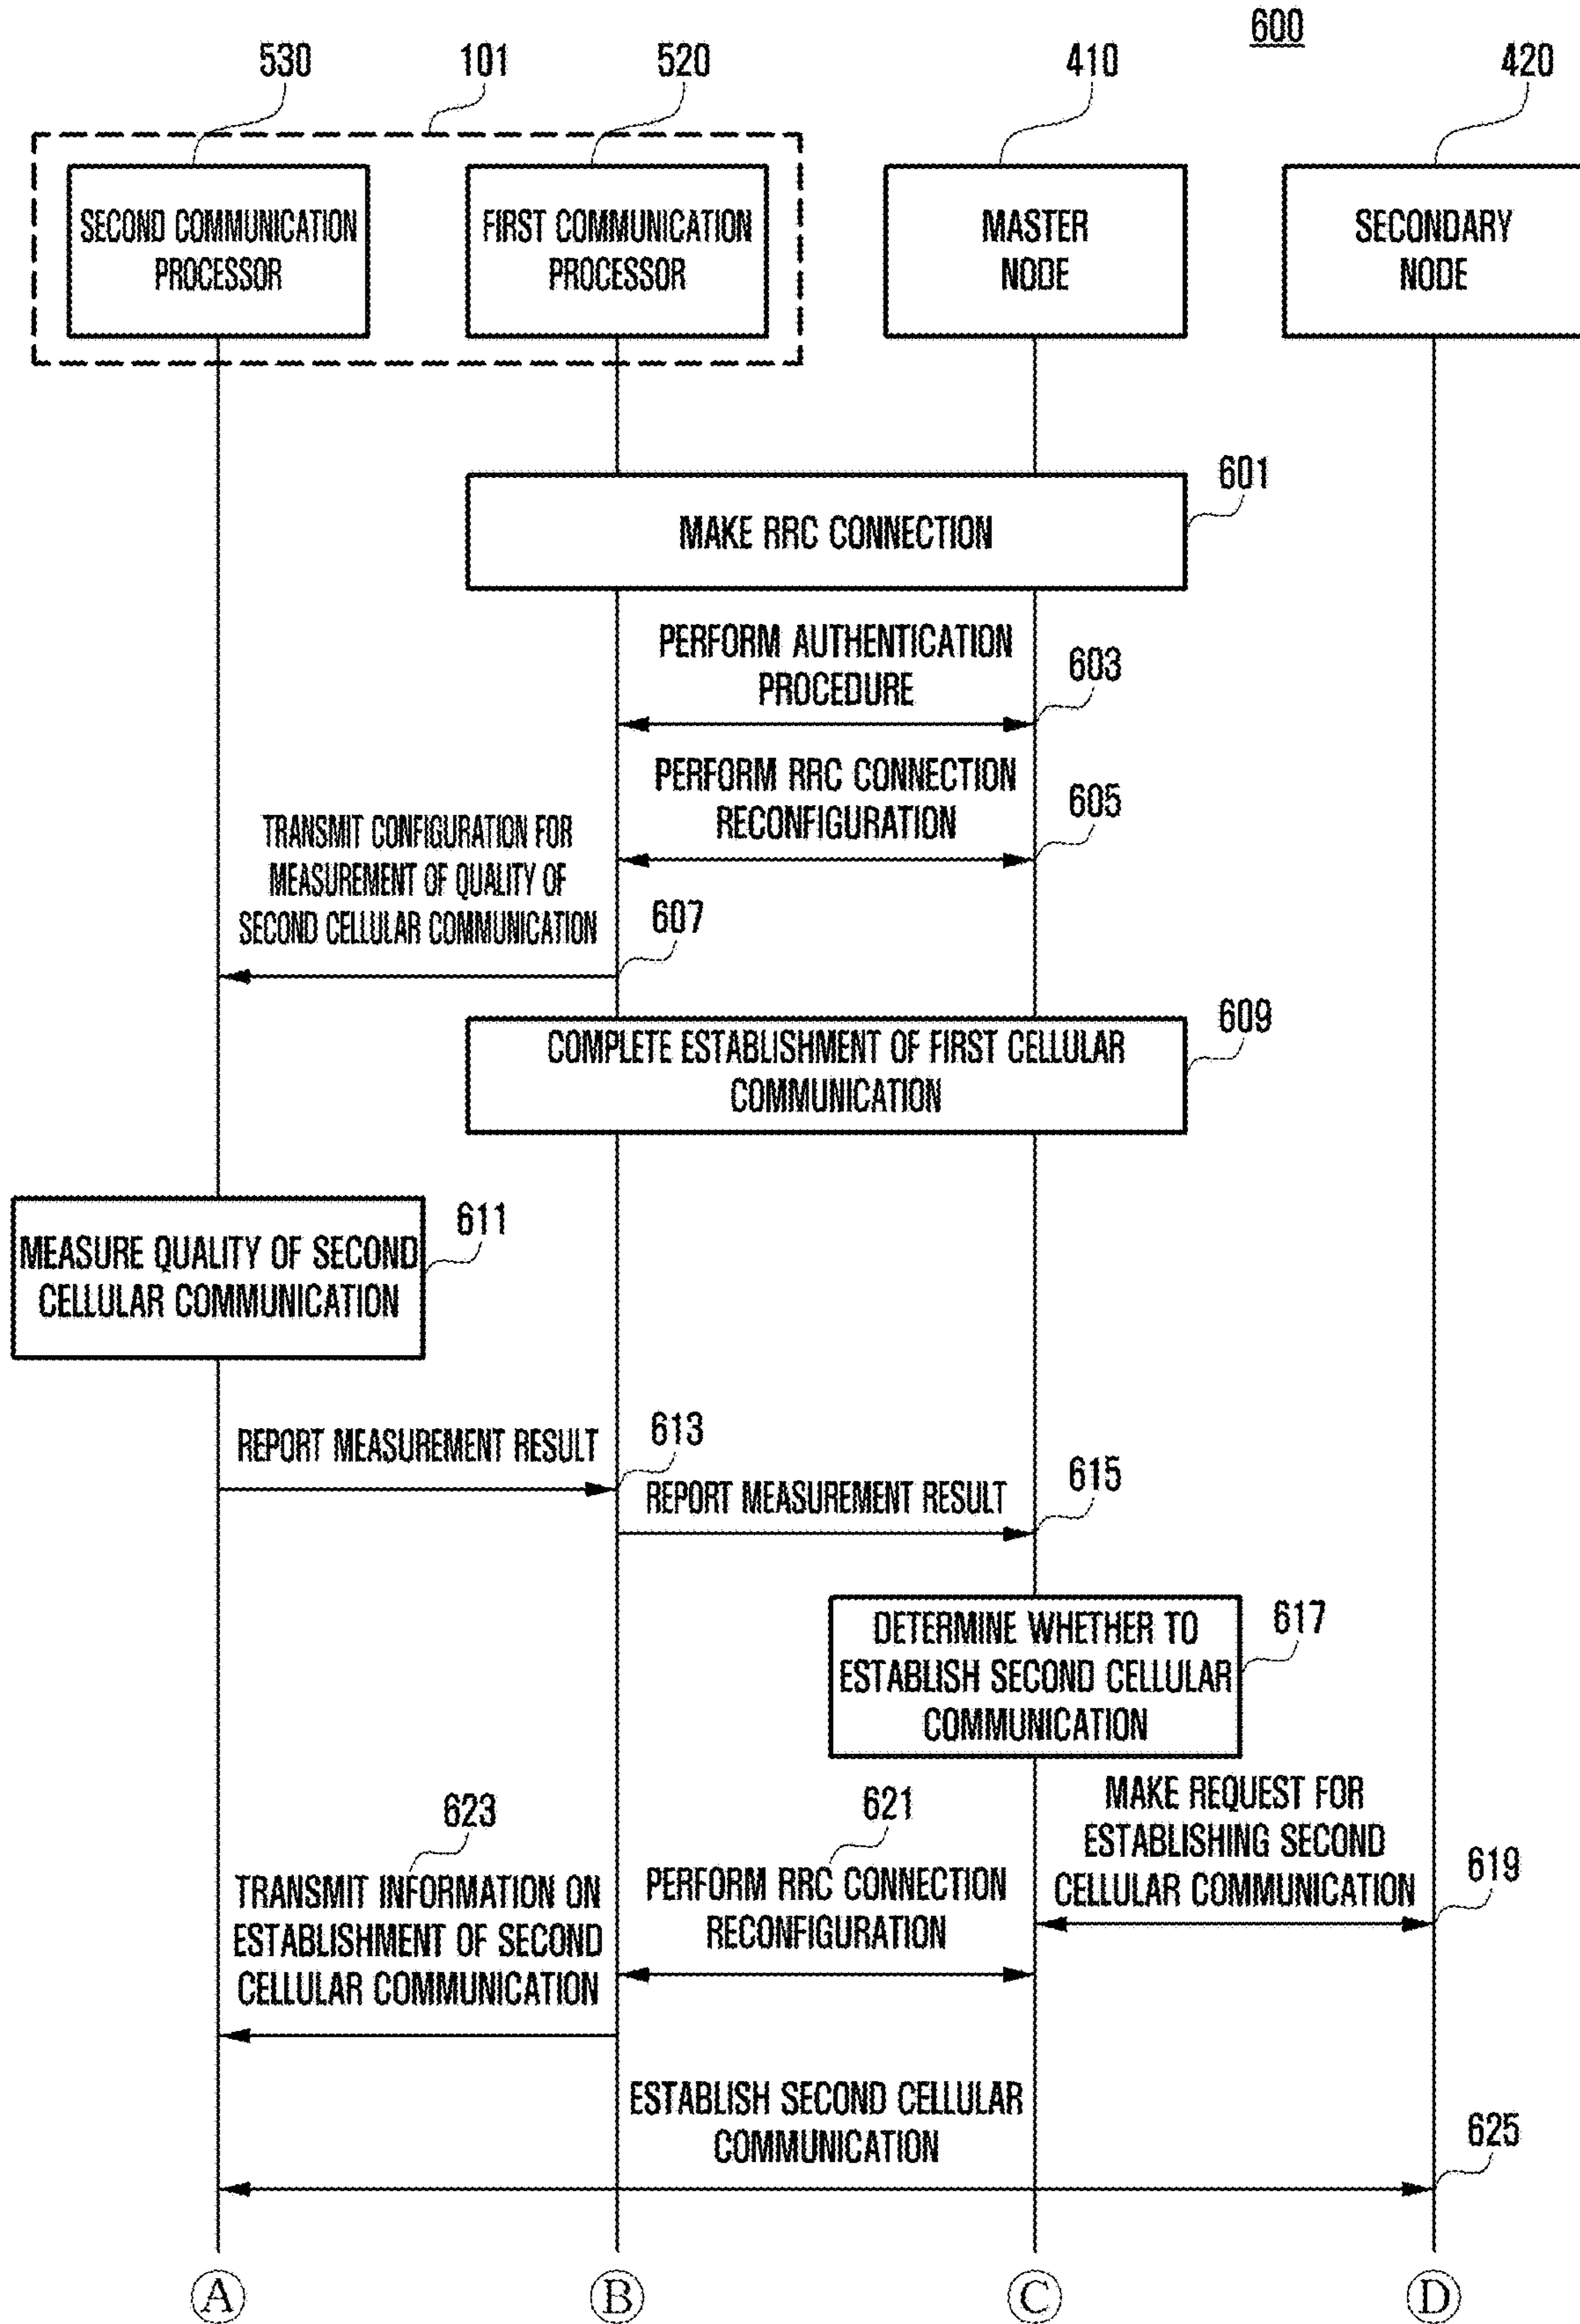 600
530
101
520
410
420
SECOND COMMUNICATION
PROCESSOR
FIRST COMMUNICATION
PROCESSOR
MASTER
NODE
SECONDARY
NODE
601
MAKE RRC CONNECTION
PERFORM AUTHENTICATION
PROCEDURE
603
PERFORM RRC CONNECTION
RECONFIGURATION
605
TRANSMIT CONFIGURATION FOR
MEASUREMENT OF QUALITY OF
SECOND CELLULAR COMMUNICATION
607
COMPLETE ESTABLISHMENT OF FIRST CELLULAR
COMMUNICATION
609
MEASURE QUALITY OF SECOND
CELLULAR COMMUNICATION
611
REPORT MEASUREMENT RESULT
613
REPORT MEASUREMENT RESULT
615
DETERMINE WHETHER TO
ESTABLISH SECOND CELLULAR
COMMUNICATION
617
MAKE REQUEST FOR
ESTABLISHING SECOND
CELLULAR COMMUNICATION
619
621
PERFORM RRC CONNECTION
RECONFIGURATION
623
TRANSMIT INFORMATION ON
ESTABLISHMENT OF SECOND
CELLULAR COMMUNICATION
ESTABLISH SECOND CELLULAR
COMMUNICATION
625
A
B
C
D